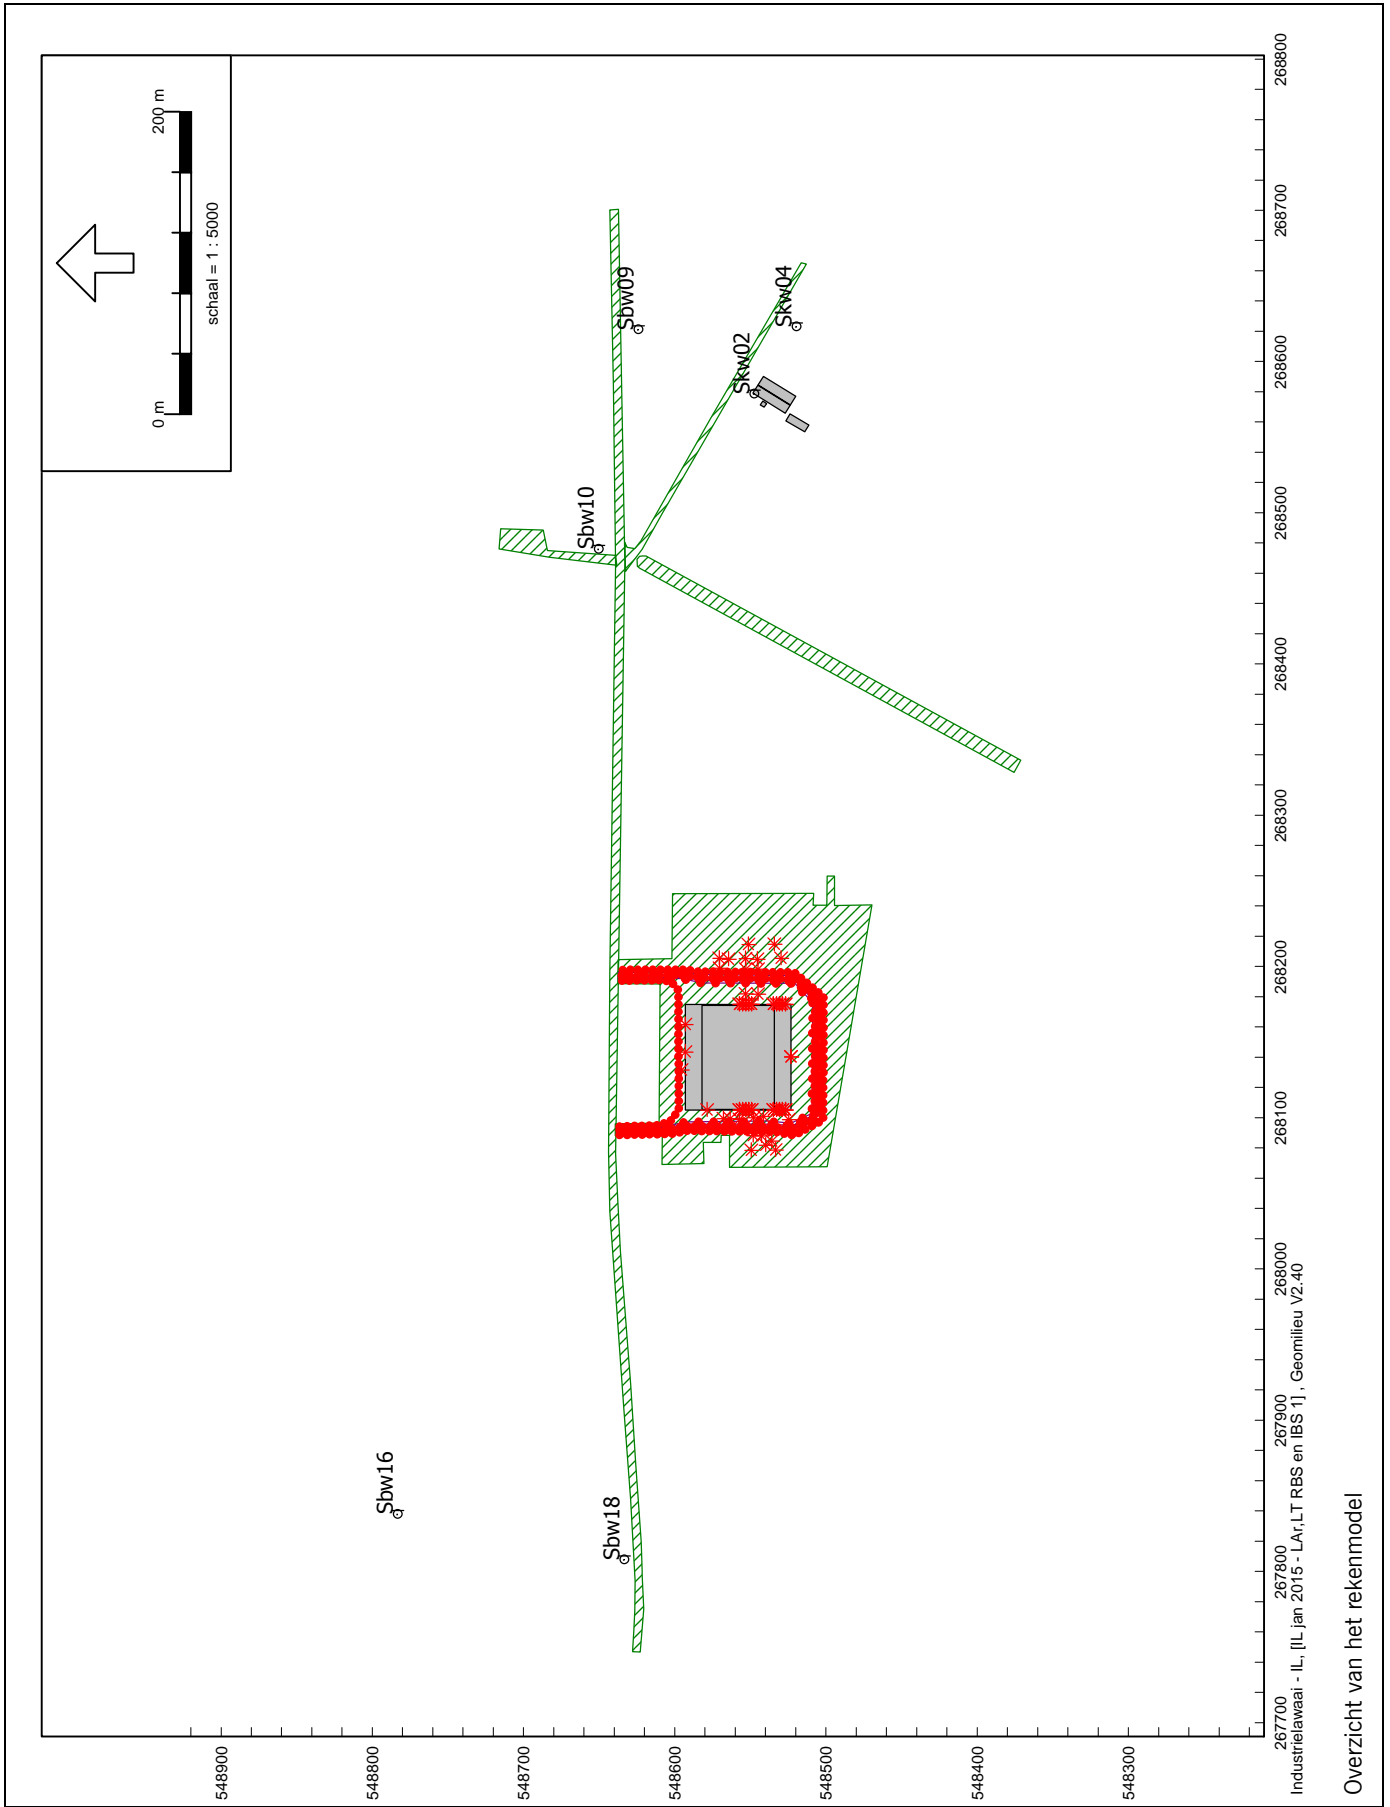 0 m
200 m
schaal = 1 : 5000
Sbw16
Sbw18
Sbw10
Sbw09
Skw02
Skw04
548900
548800
548700
548600
548500
548400
548300
267700
267800
267900
268000
268100
268200
268300
268400
268500
268600
268700
268800
Industrielawaai - IL, [IL jan 2015 - LAr,LT RBS en IBS 1] , Geomilieu V2.40
Overzicht van het rekenmodel